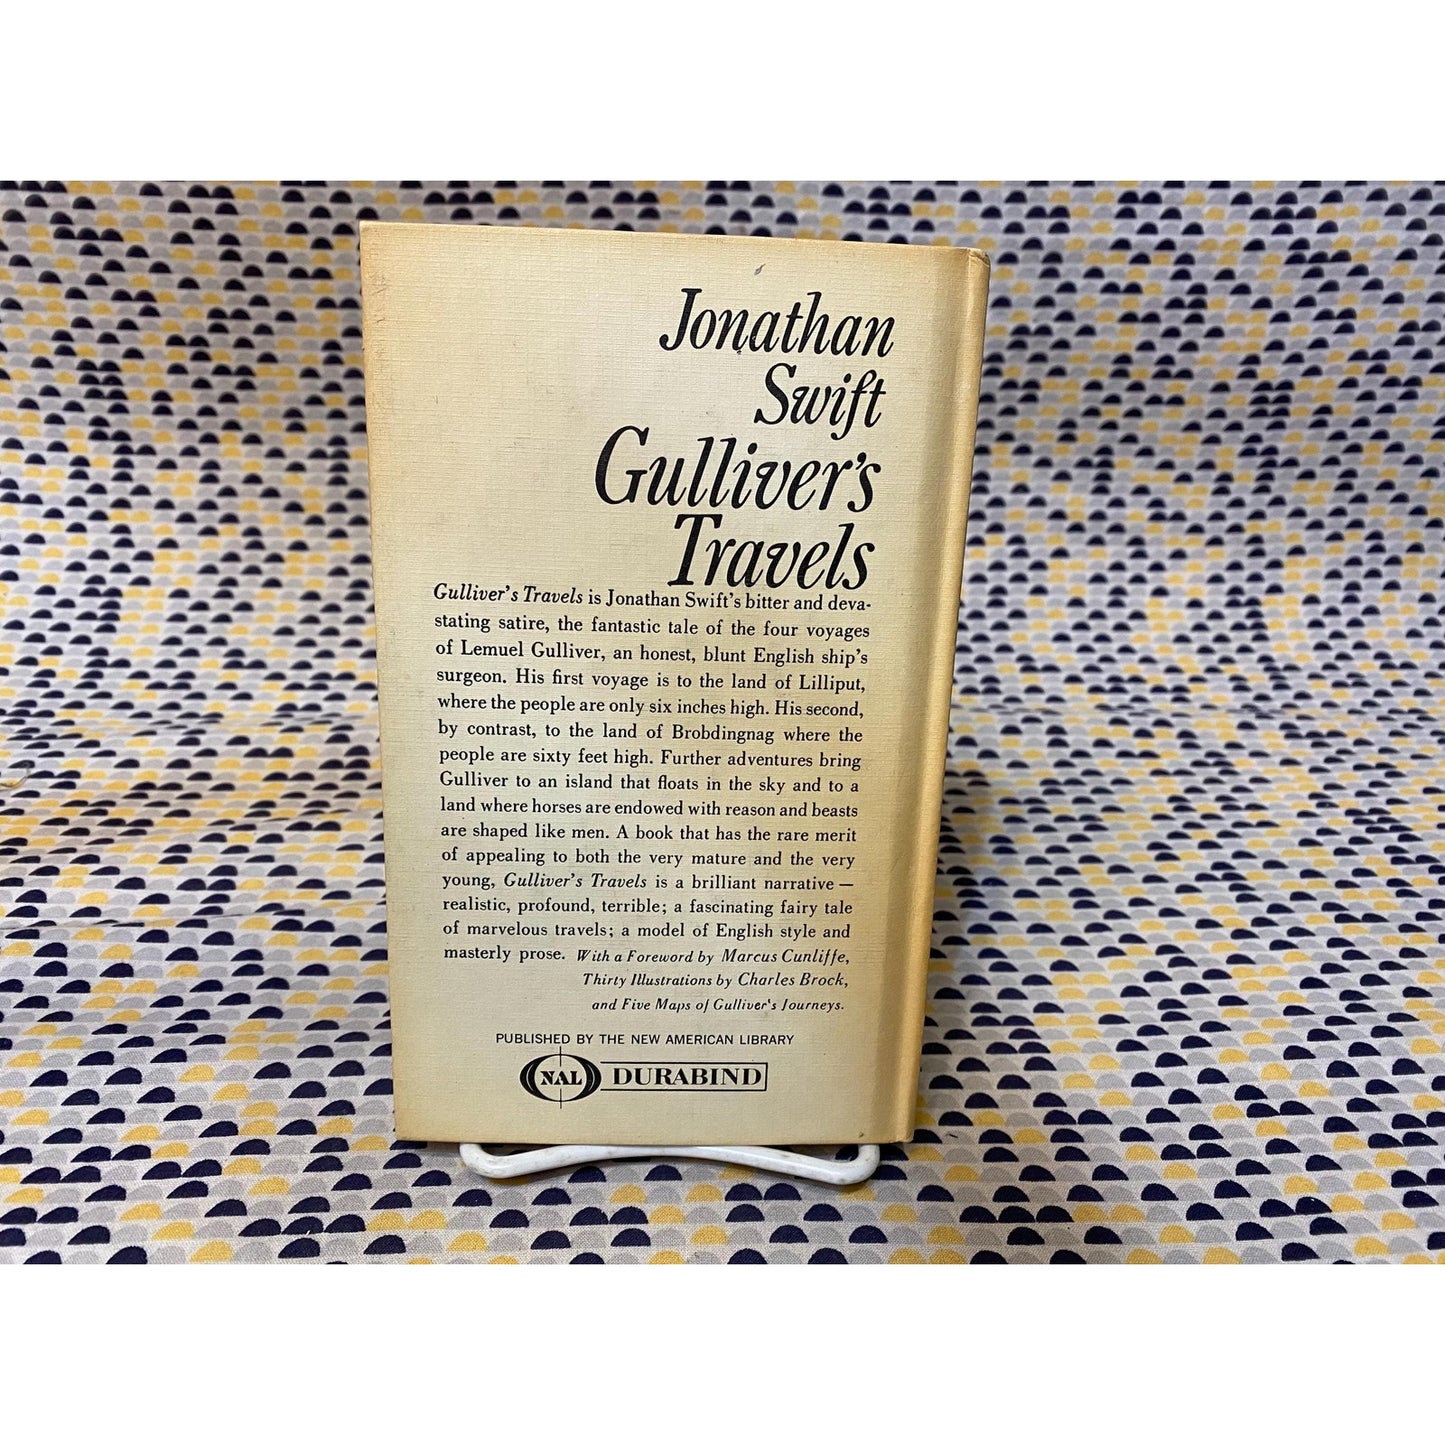 Jonathan
Swift
Gulliver's
Travels
Gulliver's Travels is Jonathan Swift's bitter and deva-
stating satire, the fantastic tale of the four voyages
of Lemuel Gulliver, an honest, blunt English ship's
surgeon. His first voyage is to the land of Lilliput,
where the people are only six inches high. His second,
by contrast, to the land of Brobdingnag where the
people are sixty feet high. Further adventures bring
Gulliver to an island that floats in the sky and to a
land where horses are endowed with reason and beasts
are shaped like men. A book that has the rare merit
of appealing to both the very mature and the very
young, Gulliver's Travels is a brilliant narrative —
realistic, profound, terrible; a fascinating fairy tale
of marvelous travels; a model of English style and
masterly prose. With a Foreword by Marcus Cunliffe,
Thirty Illustrations by Charles Brock,
and Five Maps of Gulliver's Journeys.
PUBLISHED BY THE NEW AMERICAN LIBRARY
NAL DURABIND